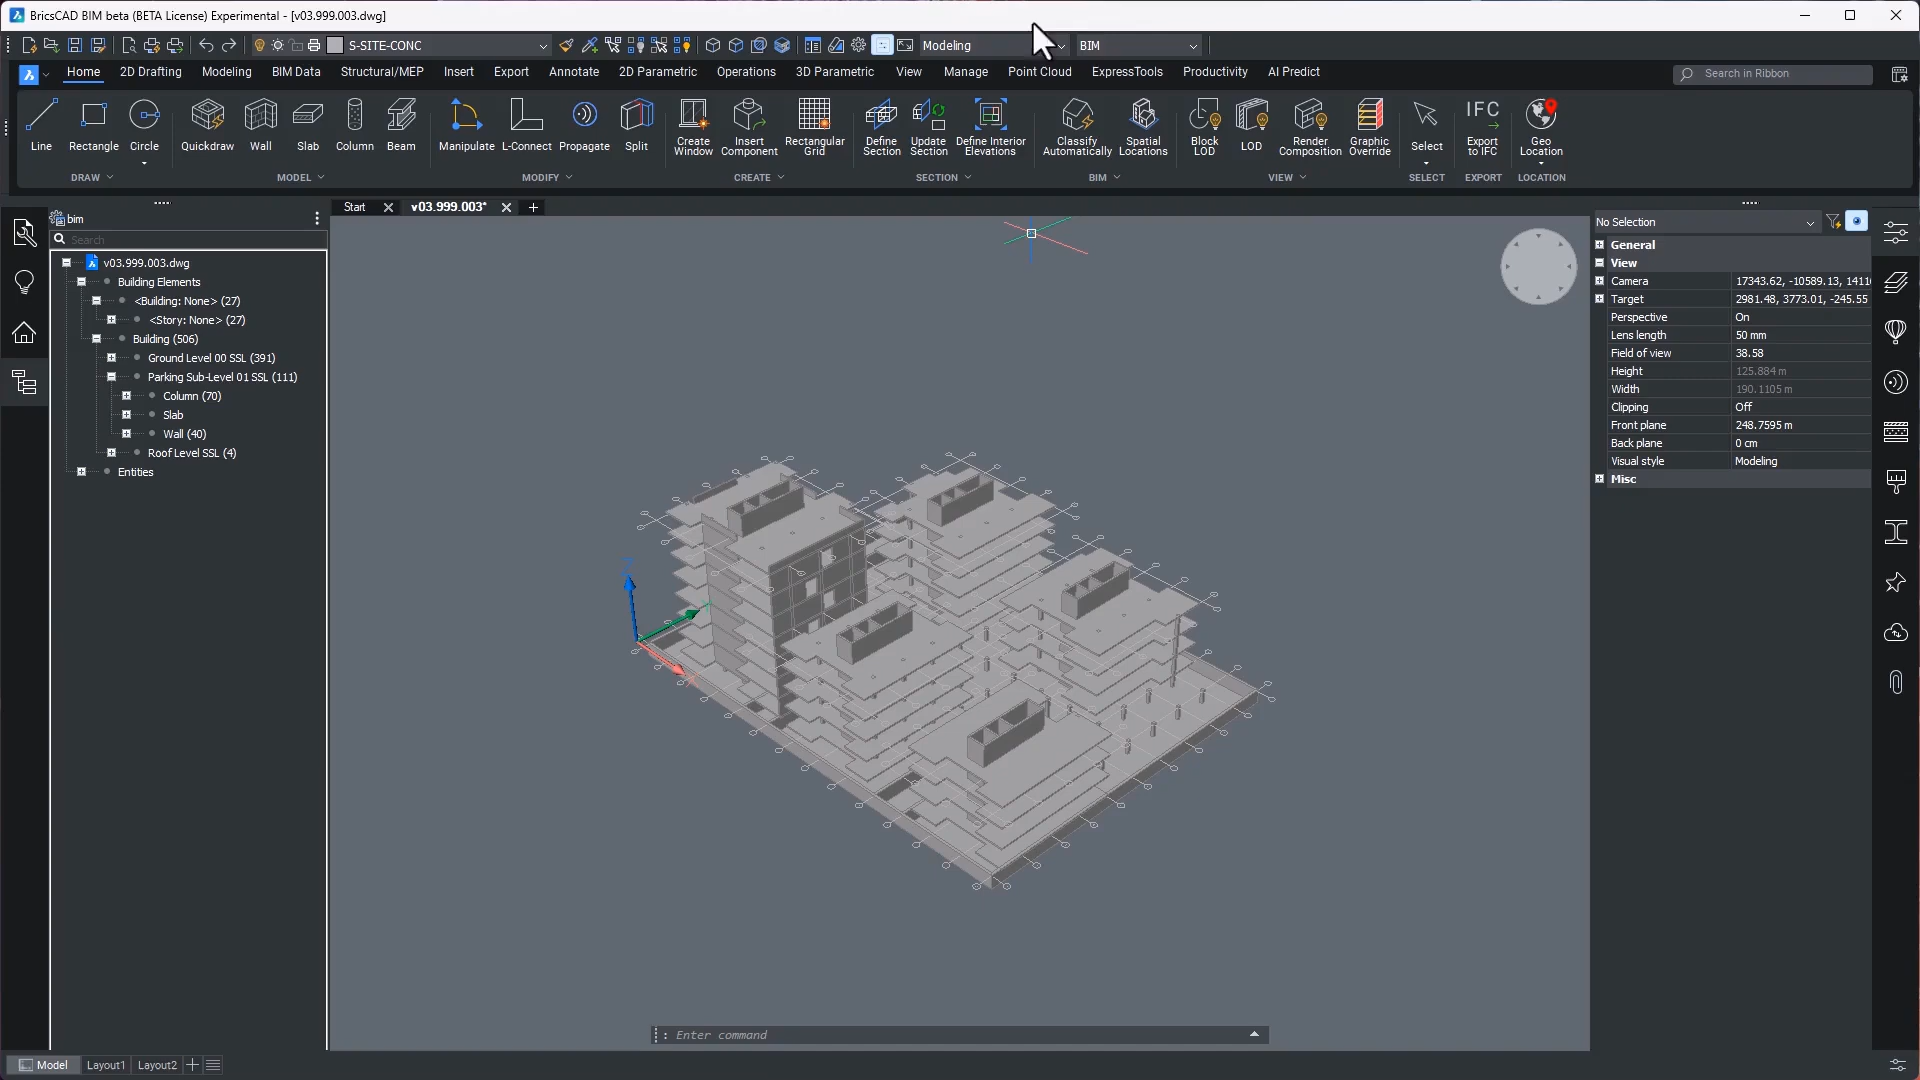 BricsCAD BIM beta (BETA License) Experimental - [v03.999.003.dwg]
S-SITE-CONC
Modeling
BIM
Home
2D Drafting
Modeling
BIM Data
Structural/MEP
Insert
Export
Annotate
2D Parametric
Operations
3D Parametric
View
Manage
Point Cloud
ExpressTools
Productivity
AI Predict
Search in Ribbon
Line
Rectangle
Circle
Quickdraw
Wall
Slab
Column
Beam
Manipulate
L-Connect
Propagate
Split
Create
Window
Insert
Component
Rectangular
Grid
Define
Section
Update
Section
Define Interior
Elevations
Classify
Automatically
Spatial
Locations
Block
LOD
LOD
Render
Composition
Graphic
Override
Select
IFC
Export
to IFC
Geo
Location
DRAW
MODEL
MODIFY
CREATE
SECTION
BIM
VIEW
SELECT
EXPORT
LOCATION
bim
Search
Start
v03.999.003*
v03.999.003.dwg
Building Elements
<Building: None> (27)
<Story: None> (27)
Building (506)
Ground Level 00 SSL (391)
Parking Sub-Level 01 SSL (111)
Column (70)
Slab
Wall (40)
Roof Level SSL (4)
Entities
No Selection
General
View
Camera 17343.62, -10589.13, 1411
Target 2981.48, 3773.01, -245.55
Perspective On
Lens length 50 mm
Field of view 38.58
Height 125.884 m
Width 190.1105 m
Clipping Off
Front plane 248.7595 m
Back plane 0 cm
Visual style Modeling
Misc
Z
: Enter command
Model
Layout1
Layout2